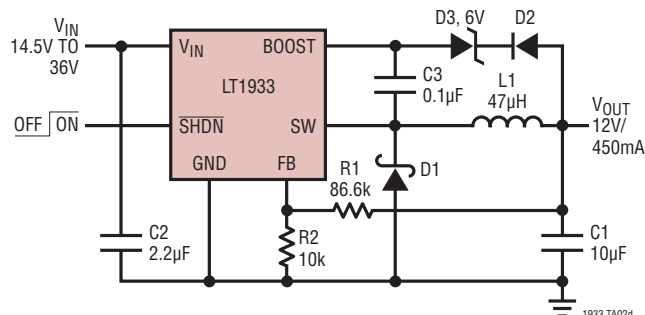 VIN
14.5V TO
36V
OFF ON
VIN
BOOST
LT1933
SHDN
SW
GND
FB
D3, 6V
D2
C3
0.1µF
L1
47µH
VOUT
12V/
450mA
D1
R1
86.6k
R2
10k
C2
2.2µF
C1
10µF
1933 TA02d